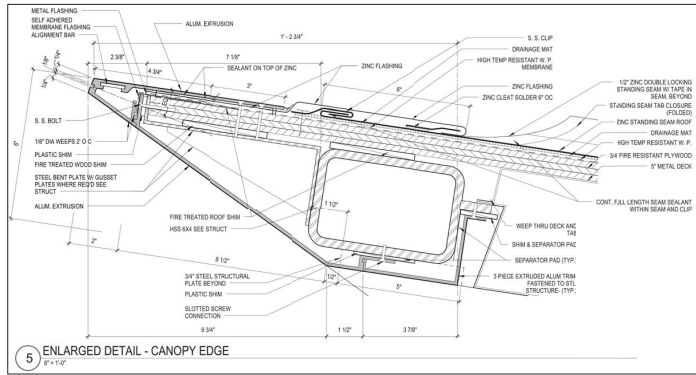 METAL FLASHING
SELF ADHERED
MEMBRANE FLASHING
ALIGNMENT BAR
ALUM. EXTRUSION
1' - 2 3/4"
S. S. CLIP
DRAINAGE MAT
HIGH TEMP RESISTANT W. P.
MEMBRANE
2 3/8"
7 1/8"
4 3/4"
SEALANT ON TOP OF ZINC
3"
ZINC FLASHING
6"
ZINC FLASHING
ZINC CLEAT SOLDER 6" OC
1/2" ZINC DOUBLE LOCKING
STANDING SEAM W/ TAPE IN
SEAM, BEYOND
STANDING SEAM TAB CLOSURE
(FOLDED)
ZINC STANDING SEAM ROOF
DRAINAGE MAT
HIGH TEMP RESISTANT W. P.
3/4' FIRE RESISTANT PLYWOOD
5" METAL DECK
CONT, FULL LENGTH SEAM SEALANT
WITHIN SEAM AND CLIP
1/8"
1/4"
1/4"
6"
S. S. BOLT
1/8" DIA WEEPS 2' O C
PLASTIC SHIM
FIRE TREATED WOOD SHIM
STEEL BENT PLATE W/ GUSSET
PLATES WHERE REQ'D SEE
STRUCT
ALUM. EXTRUSION
FIRE TREATED ROOF SHIM
HSS 6X4 SEE STRUCT
1 1/2"
WEEP THRU DECK AND
SHIM & SEPARATOR PAD
SEPARATOR PAD (TYP.
3 PIECE EXTRUDED ALUM TRIM
FASTENED TO STL
STRUCTURE- (TYP.
2"
8 1/2"
1/2"
5"
3/4" STEEL STRUCTURAL
PLATE BEYOND
PLASTIC SHIM
SLOTTED SCREW
CONNECTION
9 3/4"
1 1/2"
3 7/8"
5
ENLARGED DETAIL - CANOPY EDGE
6" = 1'-0"